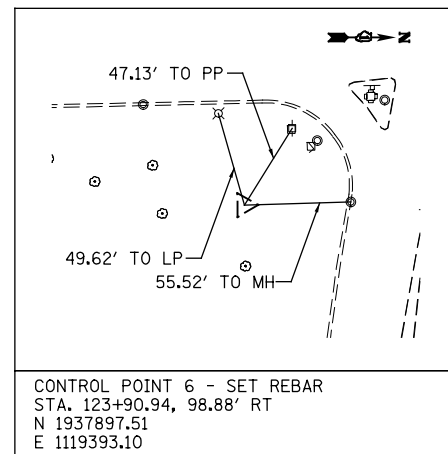 N
47.13' TO PP
49.62' TO LP
55.52' TO MH
CONTROL POINT 6 - SET REBAR
STA. 123+90.94, 98.88' RT
N 1937897.51
E 1119393.10